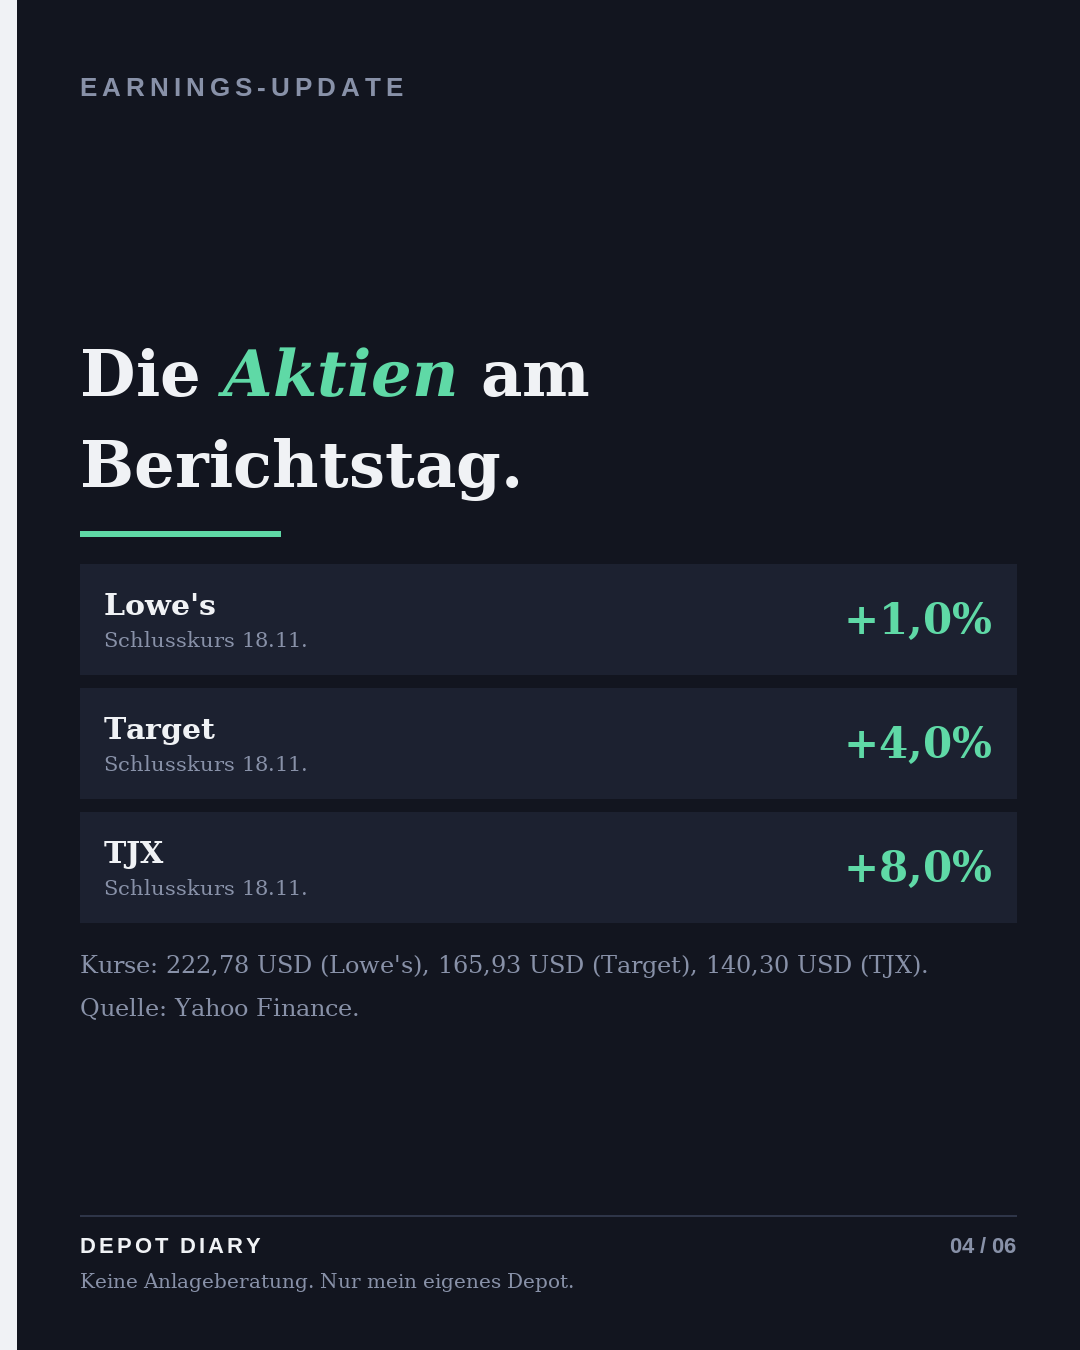 EARNINGS-UPDATE
Die Aktien am
Berichtstag.
Lowe's
Schlusskurs 18.11.
+1,0%
Target
Schlusskurs 18.11.
+4,0%
TJX
Schlusskurs 18.11.
+8,0%
Kurse: 222,78 USD (Lowe's), 165,93 USD (Target), 140,30 USD (TJX).
Quelle: Yahoo Finance.
DEPOT DIARY
04 / 06
Keine Anlageberatung. Nur mein eigenes Depot.